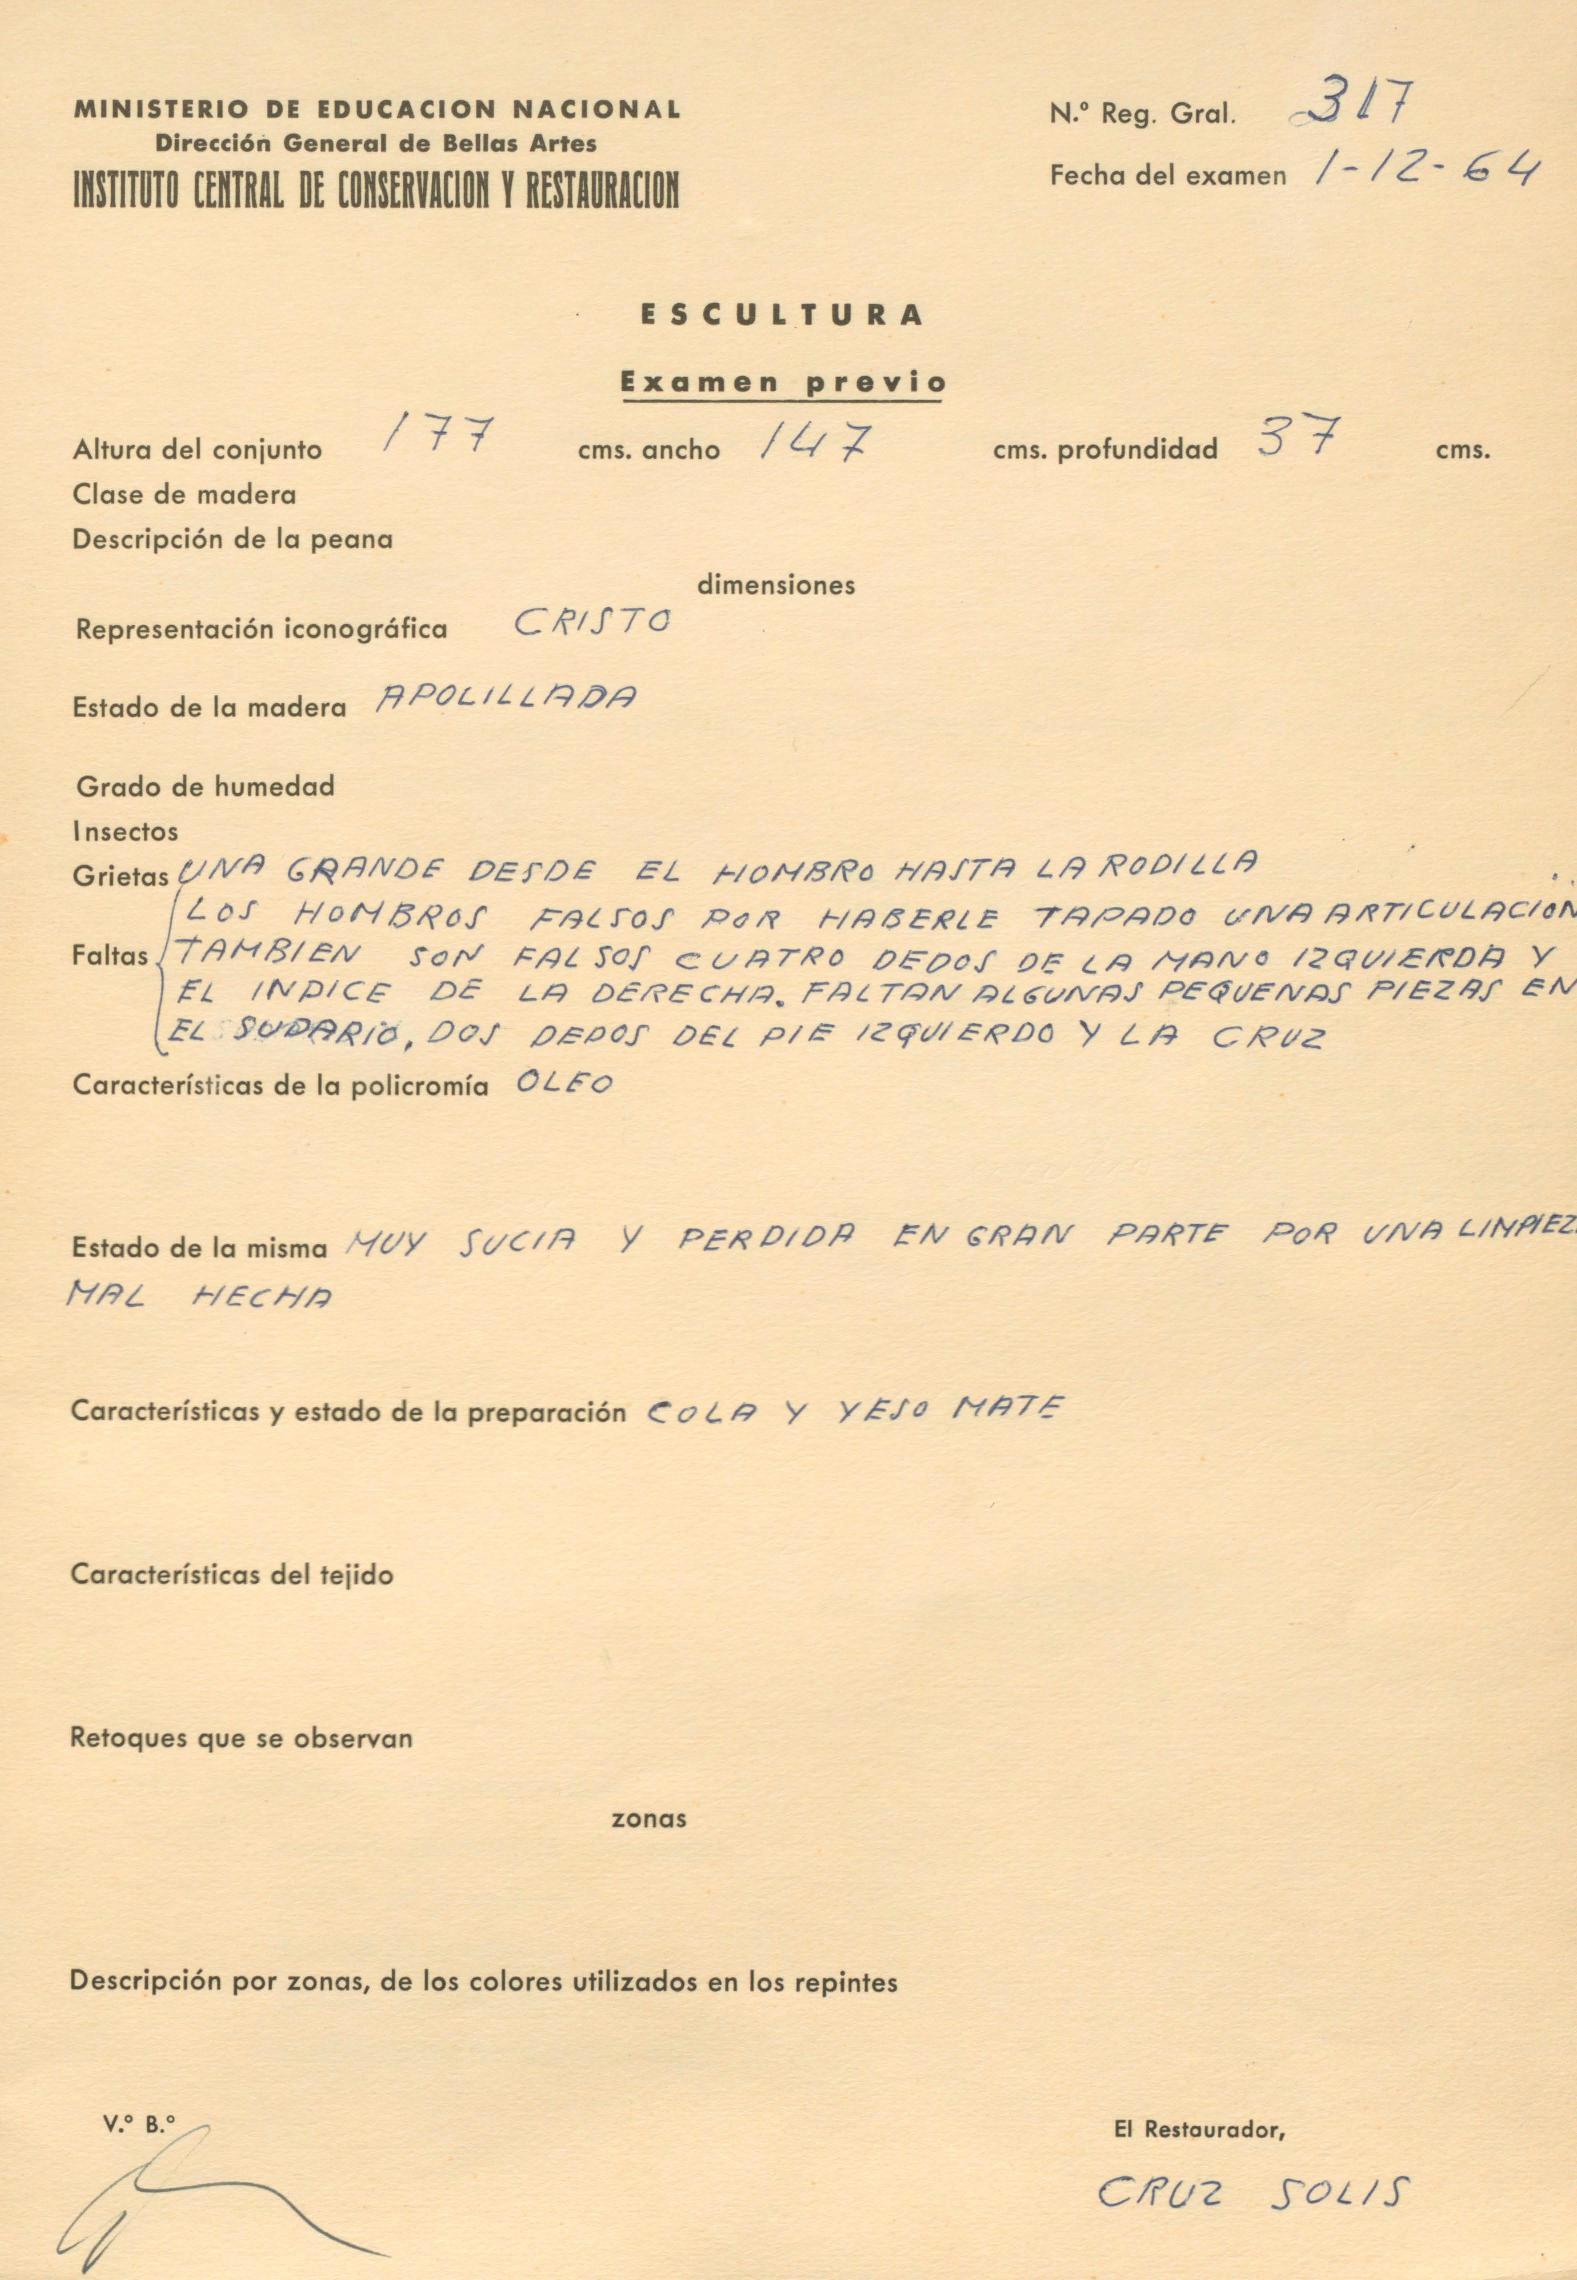 MINISTERIO DE EDUCACION NACIONAL
Dirección General de Bellas Artes
INSTITUTO CENTRAL DE CONSERVACION Y RESTAURACION
N.º Reg. Gral. 317
Fecha del examen 1-12-64
ESCULTURA
Examen previo
Altura del conjunto 177 cms. ancho 147 cms. profundidad 37 cms.
Clase de madera
Descripción de la peana
dimensiones
Representación iconográfica CRISTO
Estado de la madera APOLILLADA
Grado de humedad
Insectos
Grietas UNA GRANDE DESDE EL HOMBRO HASTA LA RODILLA
LOS HOMBROS FALSOS POR HABERLE TAPADO UNA ARTICULACION
Faltas TAMBIEN SON FALSOS CUATRO DEDOS DE LA MANO IZQUIERDA Y
EL INDICE DE LA DERECHA. FALTAN ALGUNAS PEQUENAS PIEZAS EN
EL SUDARIO, DOS DEDOS DEL PIE IZQUIERDO Y LA CRUZ
Características de la policromía OLEO
Estado de la misma MUY SUCIA Y PERDIDA EN GRAN PARTE POR UNA LIMPIEZ
MAL HECHA
Características y estado de la preparación COLA Y YESO MATE
Características del tejido
Retoques que se observan
zonas
Descripción por zonas, de los colores utilizados en los repintes
V.º B.º
El Restaurador,
CRUZ SOLIS